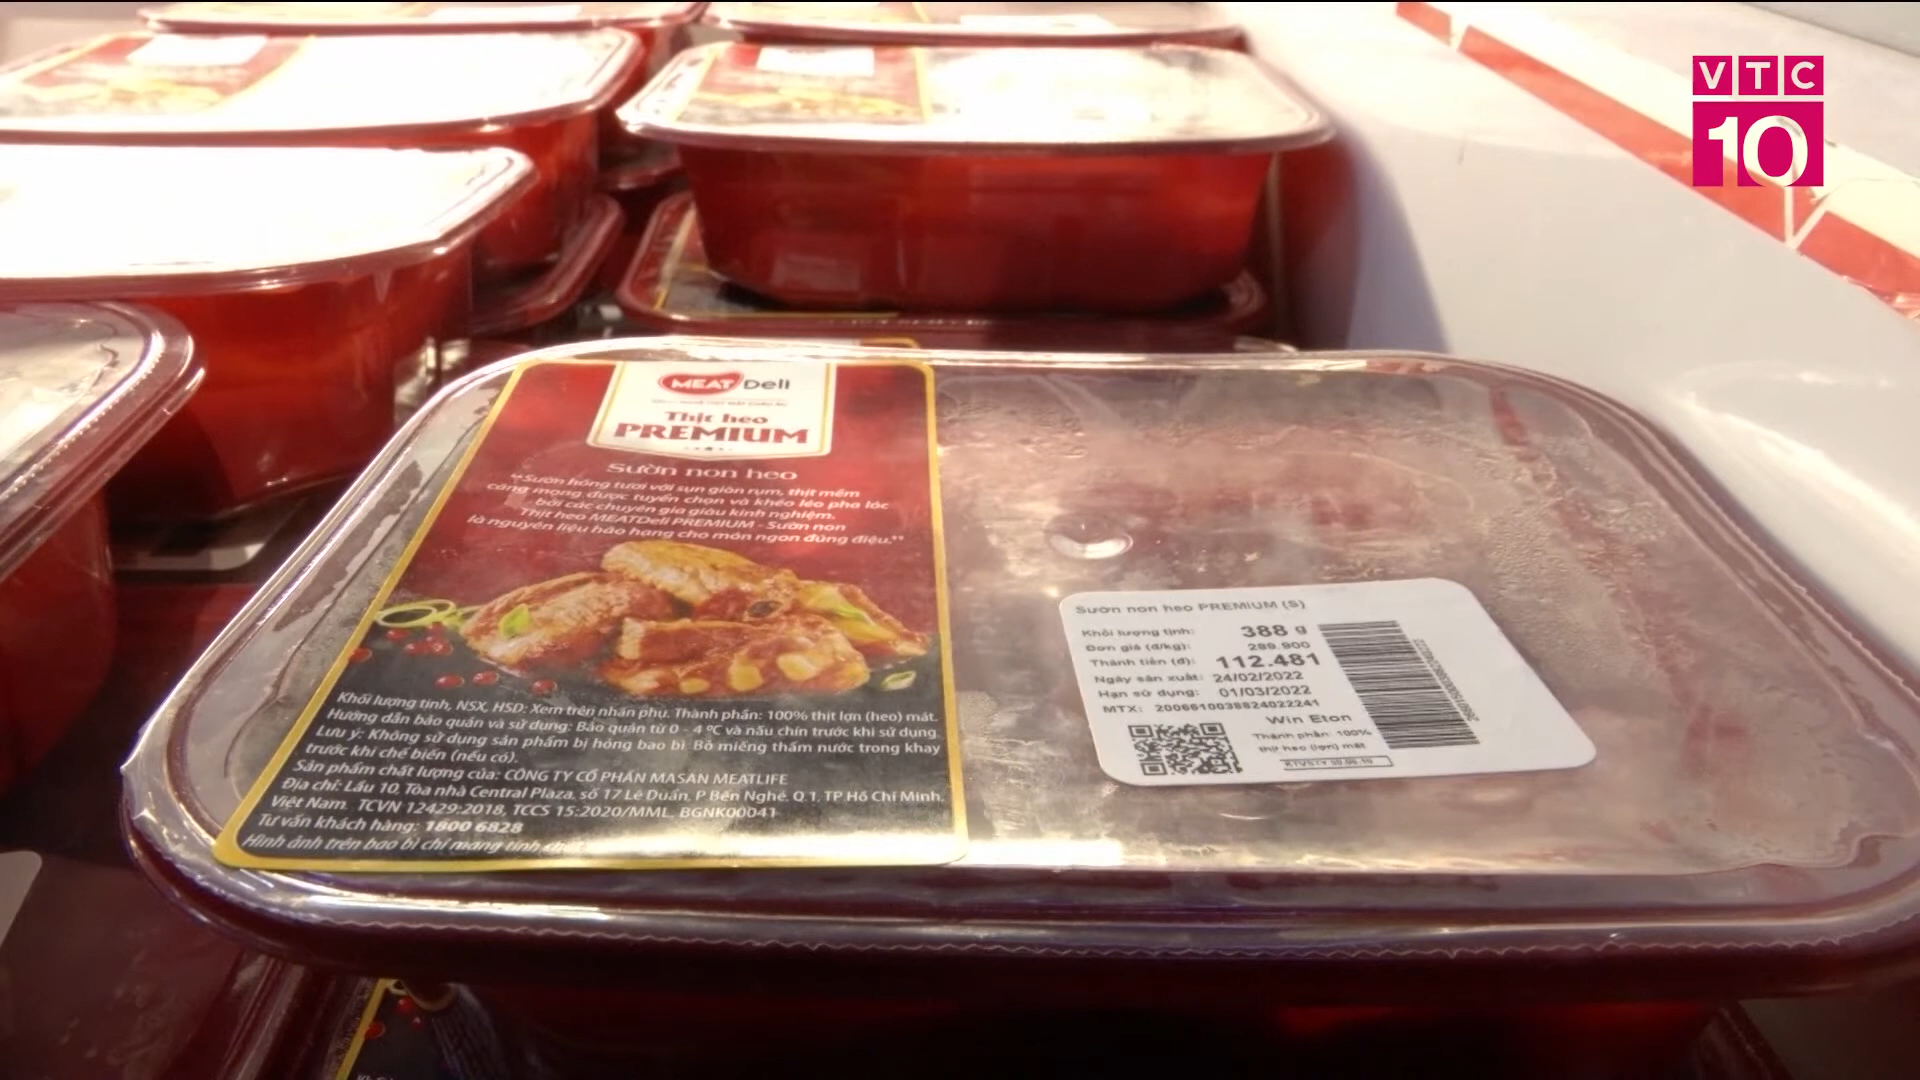 VTC
10
MEAT Deli
Thịt heo
PREMIUM
Sườn non heo
"Sườn hồng tươi với sụn giòn rụm, thịt mềm
căng mọng được tuyển chọn và khéo léo pha lóc
bởi các chuyên gia giàu kinh nghiệm.
Thịt heo MEATDeli PREMIUM - Sườn non
là nguyên liệu hảo hạng cho món ngon đúng điệu."
Khối lượng tịnh, NSX, HSD: Xem trên nhãn phụ. Thành phần: 100% thịt lợn (heo) mát.
Hướng dẫn bảo quản và sử dụng: Bảo quản từ 0 - 4 ºC và nấu chín trước khi sử dụng.
Lưu ý: Không sử dụng sản phẩm bị hỏng bao bì. Bỏ miếng thấm nước trong khay
trước khi chế biến (nếu có).
Sản phẩm chất lượng của: CÔNG TY CỔ PHẦN MASAN MEATLIFE
Địa chỉ: Lầu 10, Tòa nhà Central Plaza, số 17 Lê Duẩn, P Bến Nghé, Q.1, TP Hồ Chí Minh,
Việt Nam. TCVN 12429:2018, TCCS 15:2020/MML. BGNK00041
Tư vấn khách hàng: 1800 6828
Hình ảnh trên bao bì chỉ mang tính
Sườn non heo PREMIUM (S)
Khối lượng tịnh: 388 g
Đơn giá (đ/kg): 289.900
Thành tiền (đ): 112.481
Ngày sản xuất: 24/02/2022
Hạn sử dụng: 01/03/2022
MTX: 2006610038824022241
Win Eton
Thành phần: 100%
thịt heo (lợn) mát